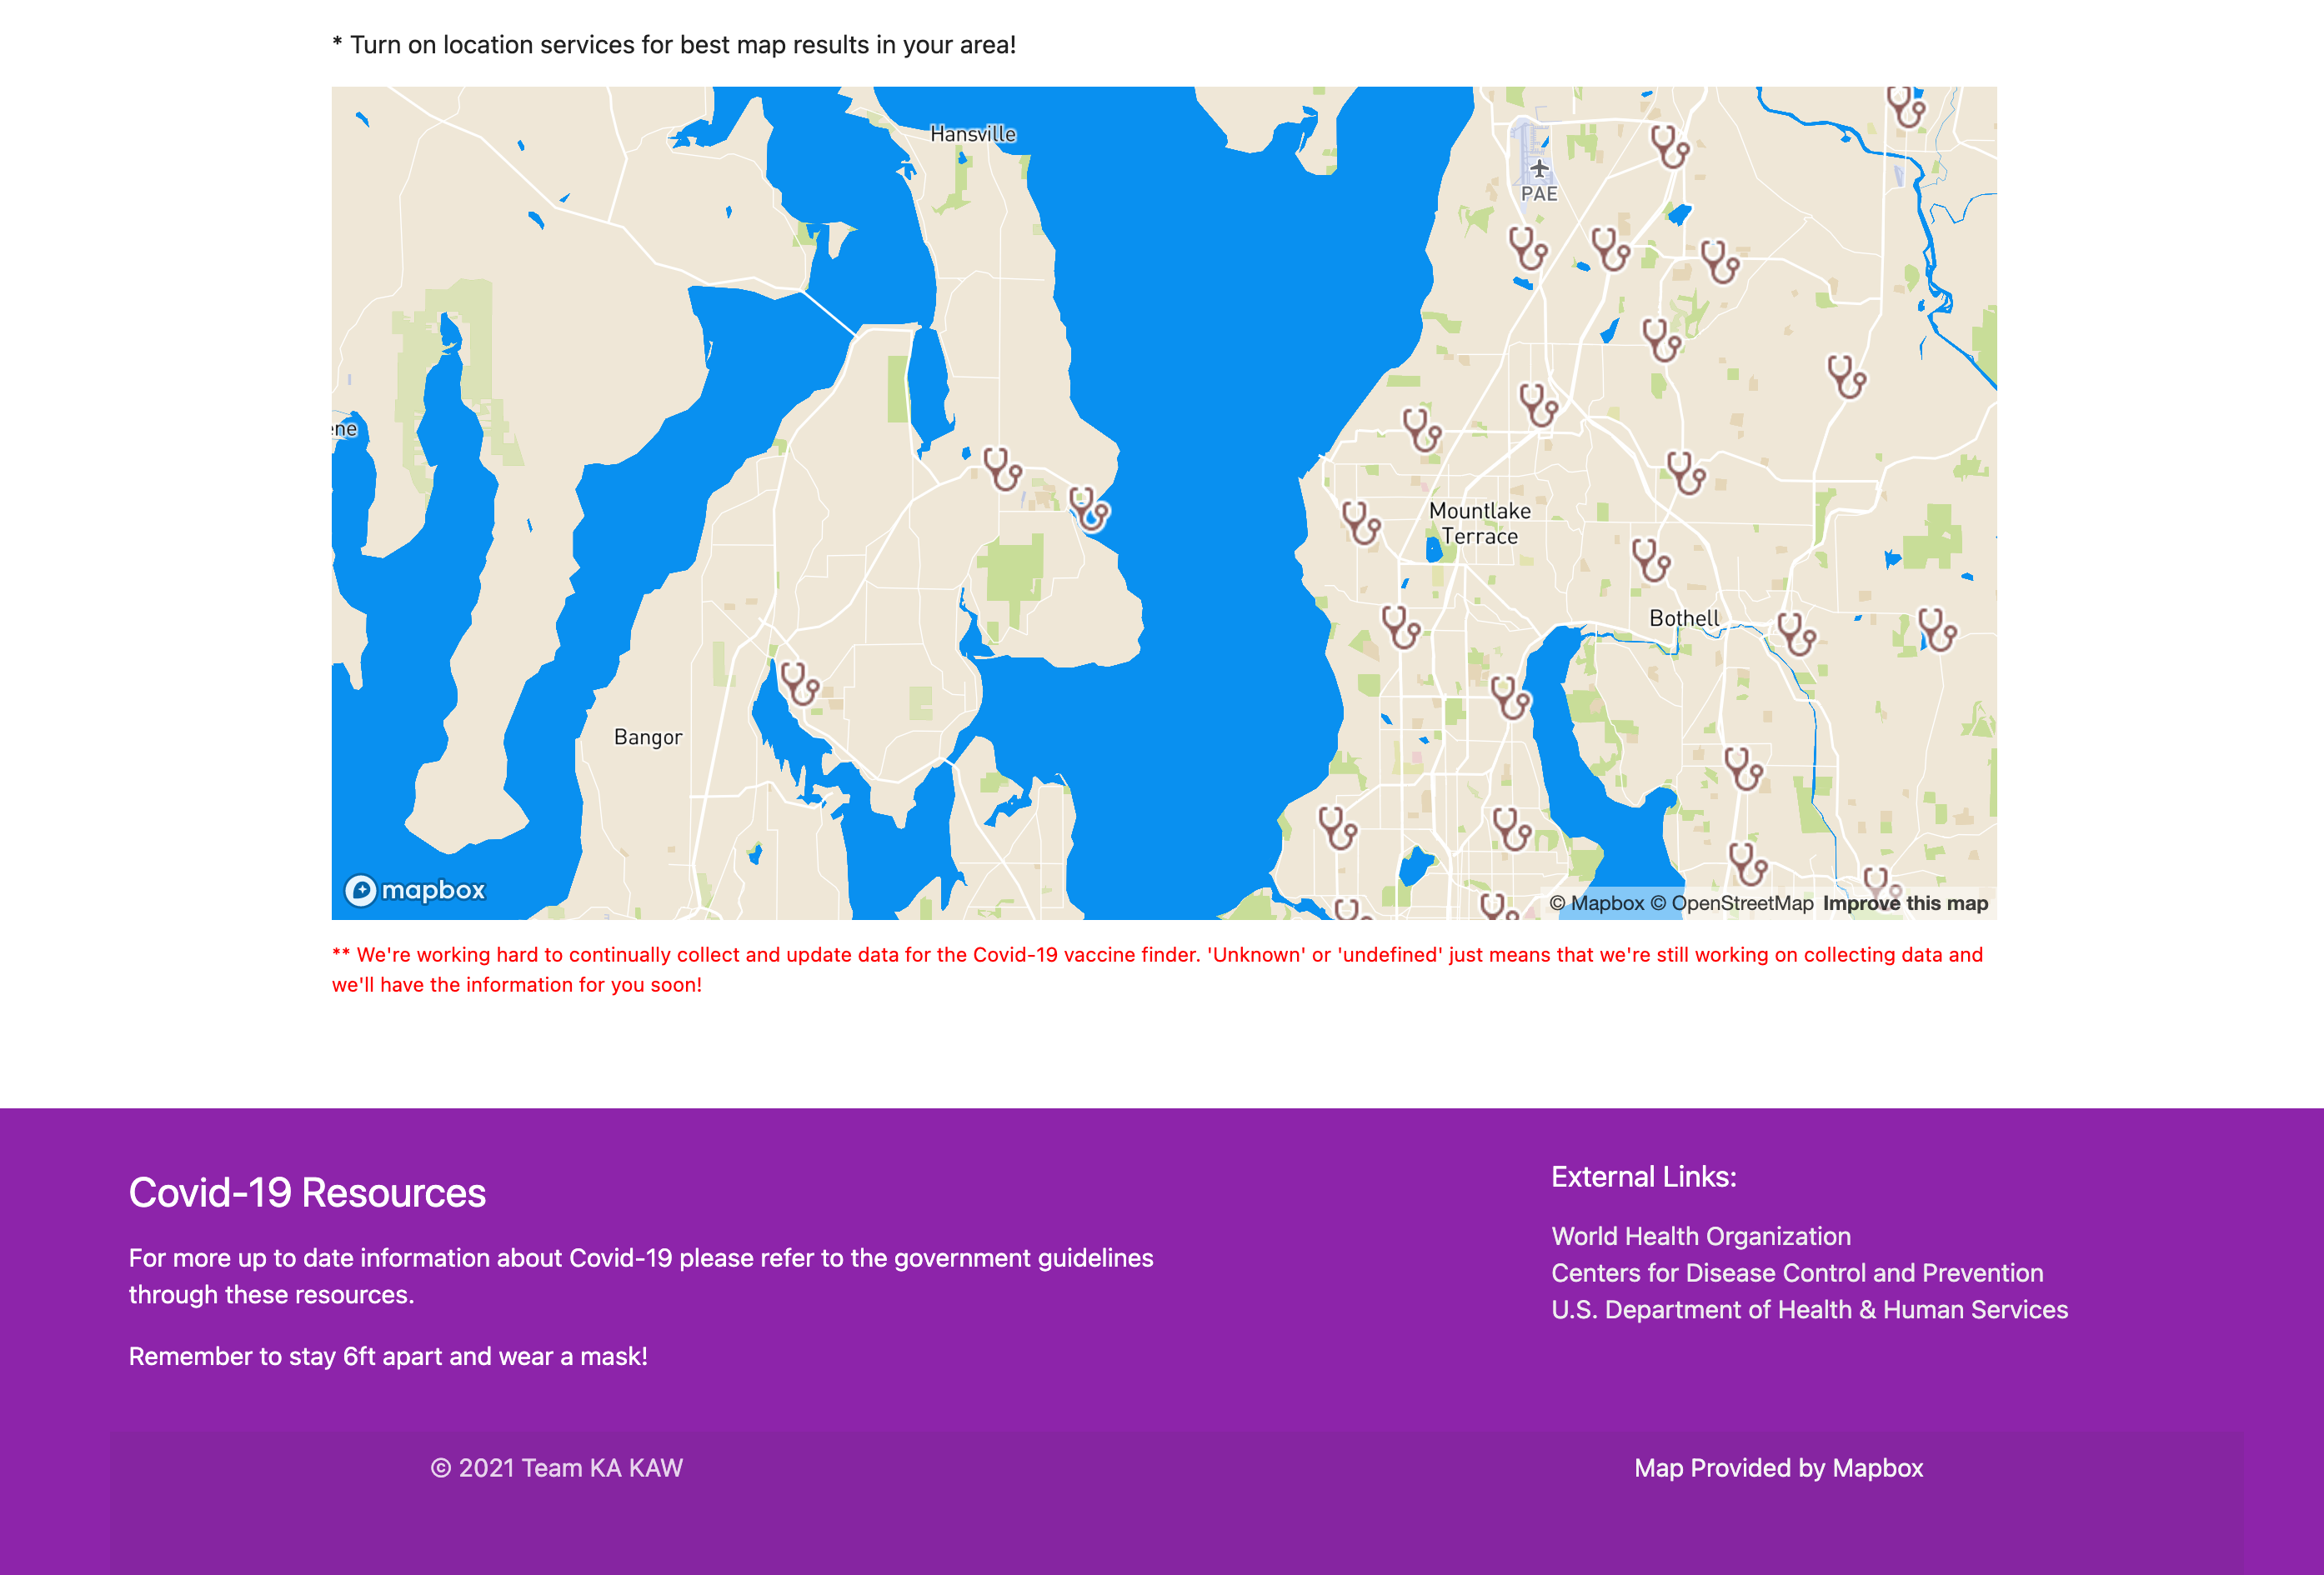 * Turn on location services for best map results in your area!
Hansville
PAE
ene
Mountlake
Terrace
Bothell
Bangor
mapbox
© Mapbox © OpenStreetMap Improve this map
** We're working hard to continually collect and update data for the Covid-19 vaccine finder. 'Unknown' or 'undefined' just means that we're still working on collecting data and
we'll have the information for you soon!
Covid-19 Resources
For more up to date information about Covid-19 please refer to the government guidelines
through these resources.
Remember to stay 6ft apart and wear a mask!
External Links:
World Health Organization
Centers for Disease Control and Prevention
U.S. Department of Health & Human Services
© 2021 Team KA KAW
Map Provided by Mapbox